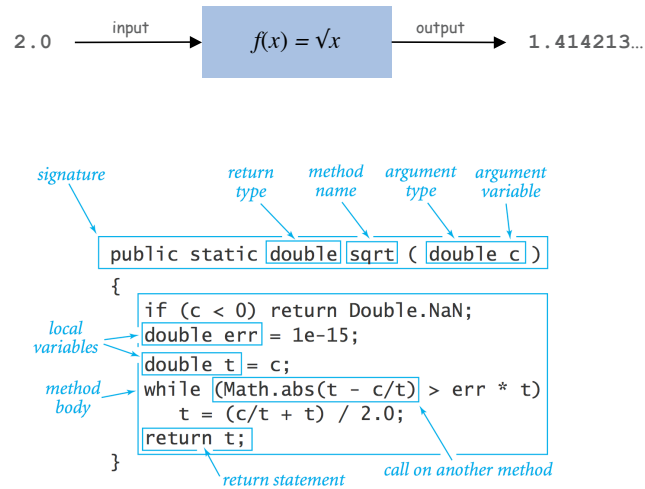 input
output
2.0
f(x) = √x
1.414213…
signature
return
type
method
name
argument
type
argument
variable
public static double sqrt ( double c )
{
if (c < 0) return Double.NaN;
double err = 1e-15;
double t = c;
while (Math.abs(t - c/t) > err * t)
t = (c/t + t) / 2.0;
return t;
}
local
variables
method
body
return statement
call on another method